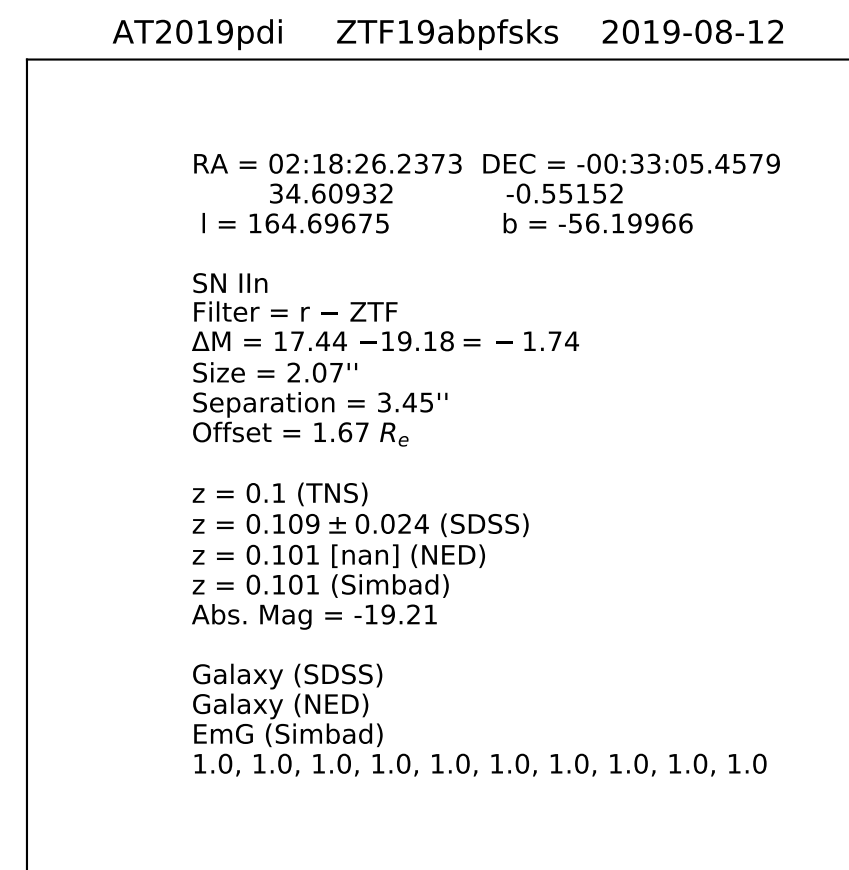 AT2019pdi ZTF19abpfsks 2019-08-12
RA = 02:18:26.2373 DEC = -00:33:05.4579
34.60932 -0.55152
l = 164.69675 b = -56.19966
SN IIn
Filter = r − ZTF
ΔM = 17.44 −19.18 = − 1.74
Size = 2.07''
Separation = 3.45''
Offset = 1.67 Re
z = 0.1 (TNS)
z = 0.109 ± 0.024 (SDSS)
z = 0.101 [nan] (NED)
z = 0.101 (Simbad)
Abs. Mag = -19.21
Galaxy (SDSS)
Galaxy (NED)
EmG (Simbad)
1.0, 1.0, 1.0, 1.0, 1.0, 1.0, 1.0, 1.0, 1.0, 1.0